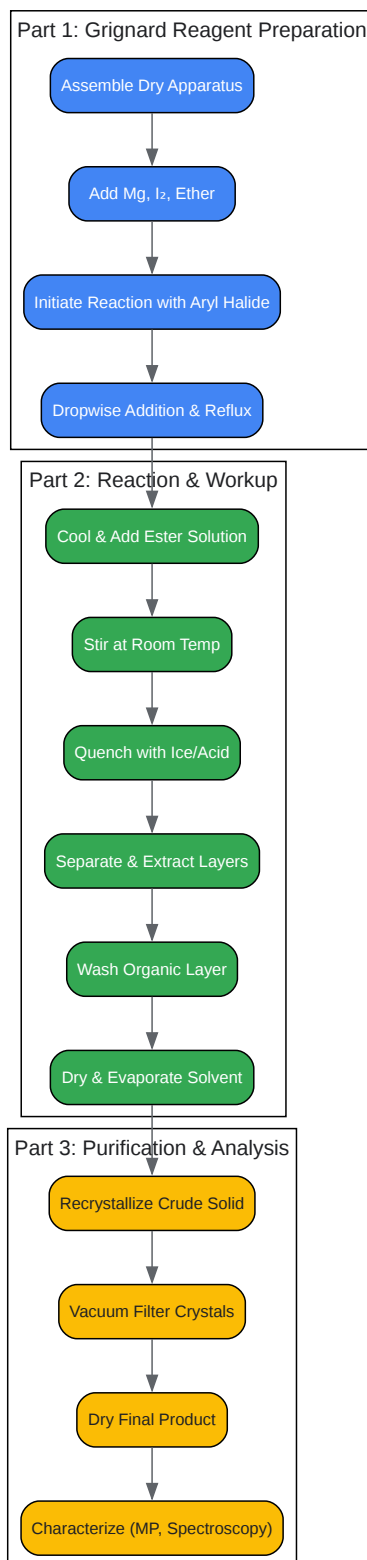 Part 1: Grignard Reagent Preparation
Assemble Dry Apparatus
Add Mg, I₂, Ether
Initiate Reaction with Aryl Halide
Dropwise Addition & Reflux
Part 2: Reaction & Workup
Cool & Add Ester Solution
Stir at Room Temp
Quench with Ice/Acid
Separate & Extract Layers
Wash Organic Layer
Dry & Evaporate Solvent
Part 3: Purification & Analysis
Recrystallize Crude Solid
Vacuum Filter Crystals
Dry Final Product
Characterize (MP, Spectroscopy)